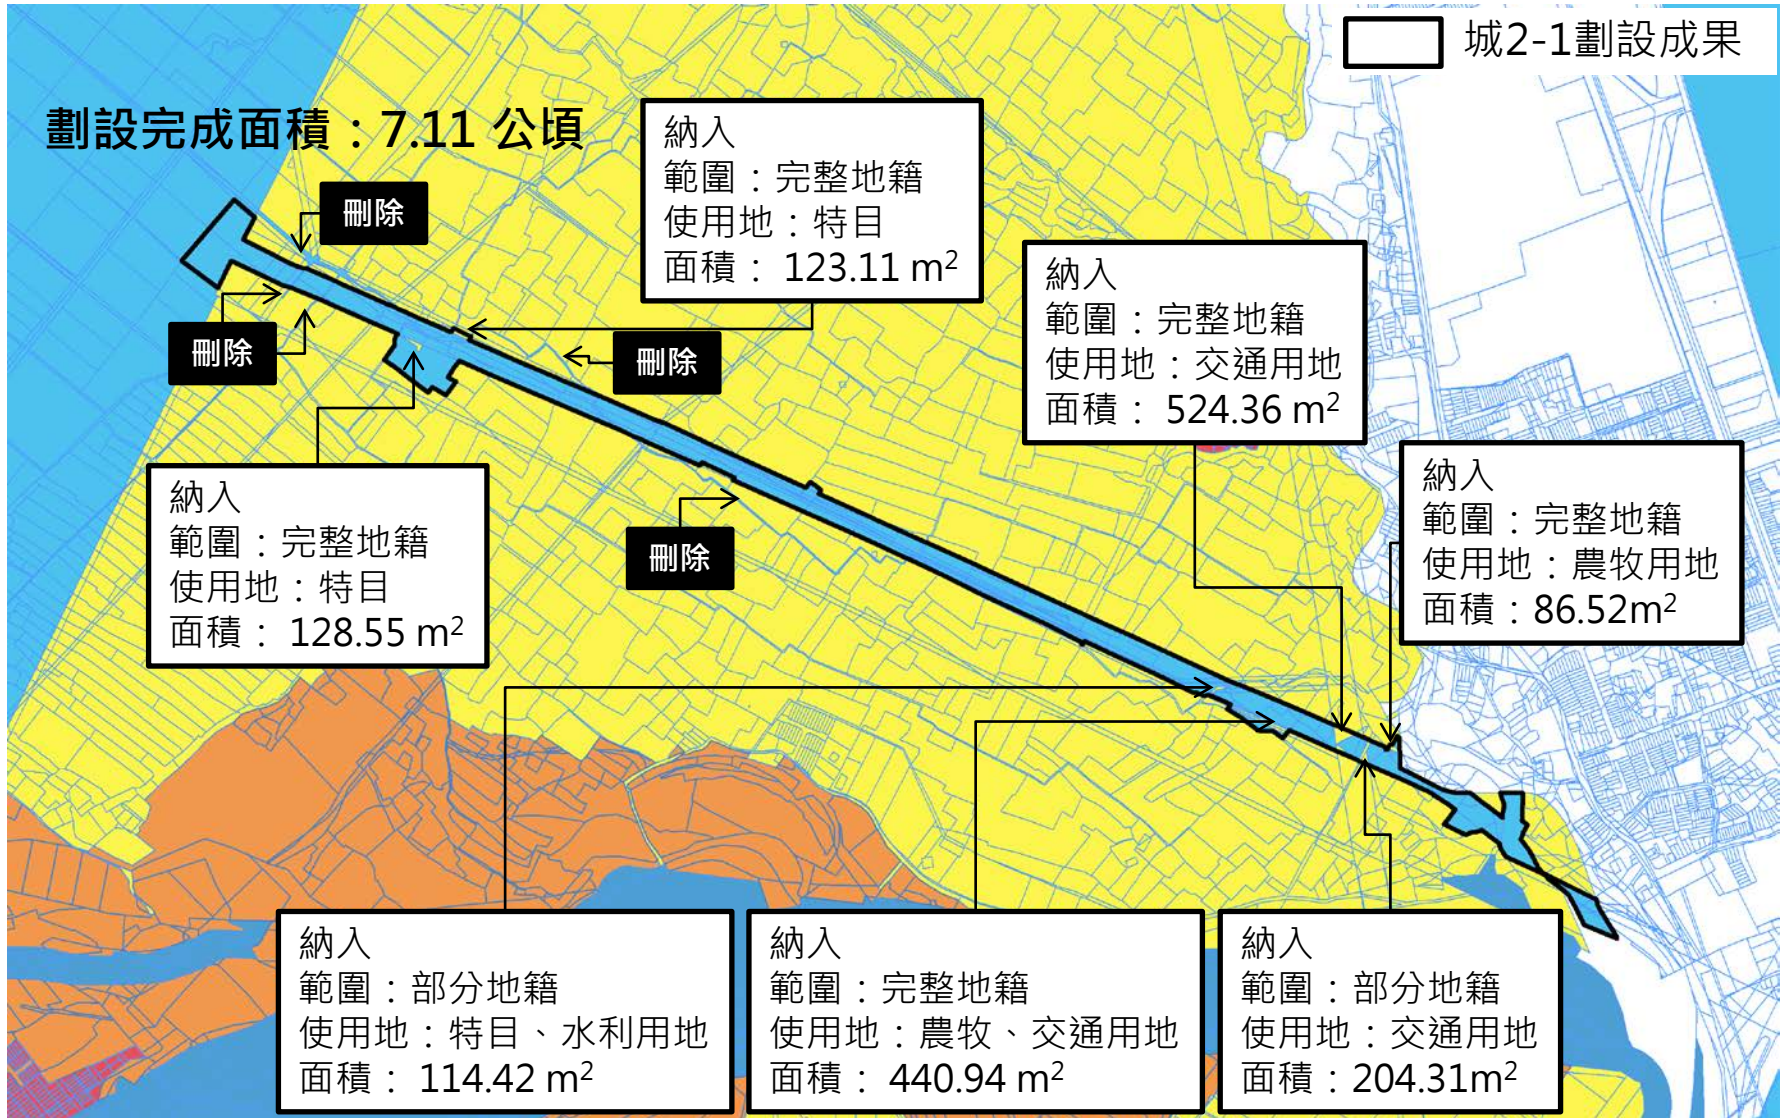 城2-1劃設成果
劃設完成面積：7.11 公頃
納入
範圍：完整地籍
使用地：特目
面積： 123.11 m²
刪除
納入
範圍：完整地籍
使用地：交通用地
面積： 524.36 m²
刪除
刪除
納入
範圍：完整地籍
使用地：農牧用地
面積：86.52m²
納入
範圍：完整地籍
使用地：特目
面積： 128.55 m²
刪除
納入
範圍：部分地籍
使用地：特目、水利用地
面積： 114.42 m²
納入
範圍：完整地籍
使用地：農牧、交通用地
面積： 440.94 m²
納入
範圍：部分地籍
使用地：交通用地
面積：204.31m²